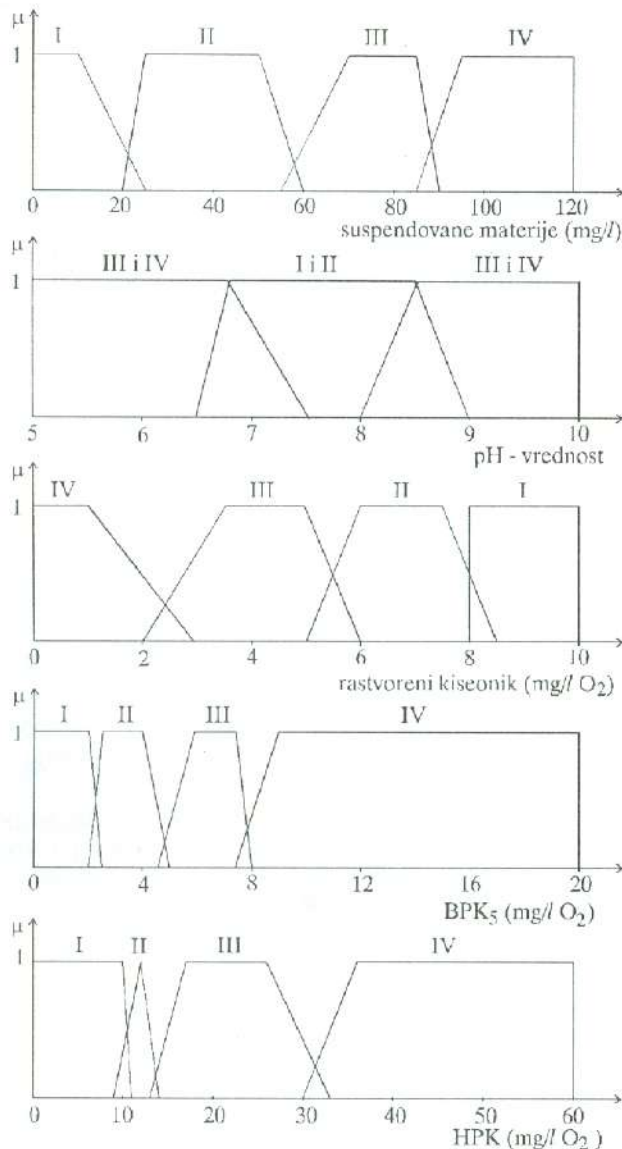 μ
I II III IV
1
0 20 40 60 80 100 120
suspendovane materije (mg/l)
μ
III i IV I i II III i IV
1
5 6 7 8 9 10
pH - vrednost
μ
IV III II I
1
0 2 4 6 8 10
rastvoreni kiseonik (mg/l O₂)
μ
I II III IV
1
0 4 8 12 16 20
BPK₅ (mg/l O₂)
μ
I II III IV
1
0 10 20 30 40 50 60
HPK (mg/l O₂)